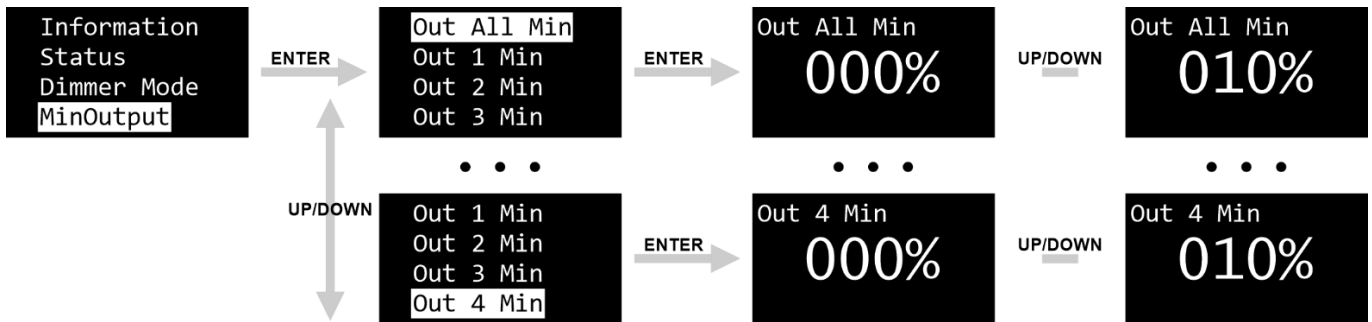 Information
Status
Dimmer Mode
MinOutput
ENTER
Out All Min
Out 1 Min
Out 2 Min
Out 3 Min
ENTER
Out All Min
000%
UP/DOWN
Out All Min
010%
• • •
• • •
• • •
UP/DOWN
Out 1 Min
Out 2 Min
Out 3 Min
Out 4 Min
ENTER
Out 4 Min
000%
UP/DOWN
Out 4 Min
010%